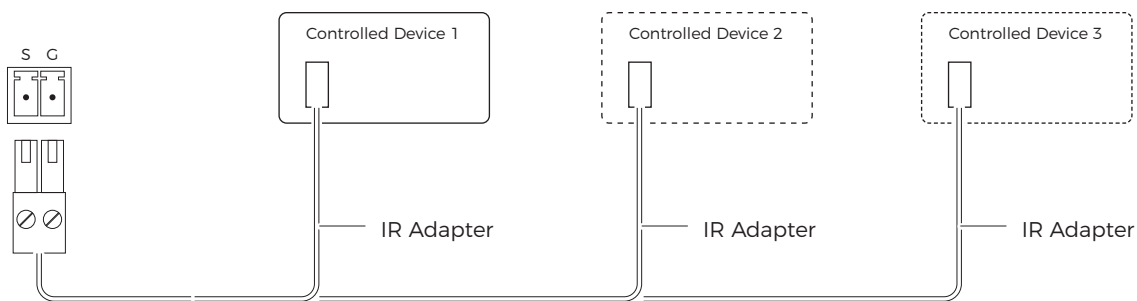 Controlled Device 1
Controlled Device 2
Controlled Device 3
S G
IR Adapter
IR Adapter
IR Adapter